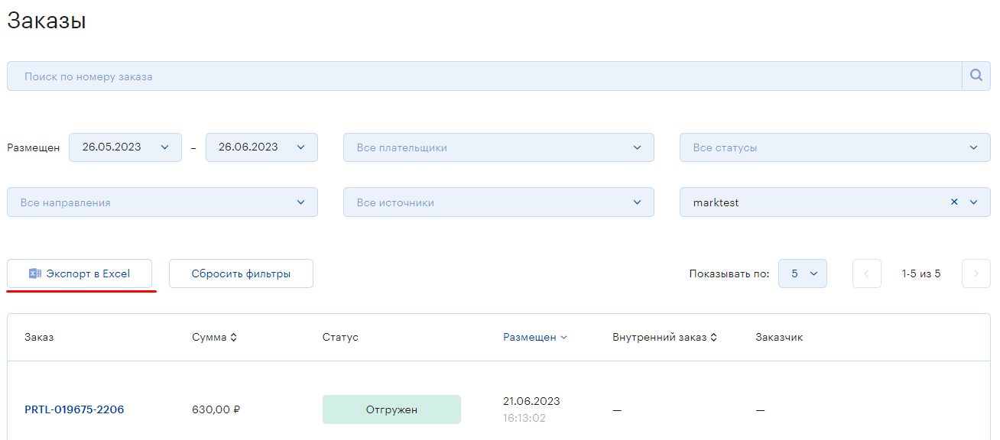 Заказы
Поиск по номеру заказа
Размещен 26.05.2023 – 26.06.2023 Все плательщики Все статусы
Все направления Все источники marktest
Экспорт в Excel Сбросить фильтры Показывать по: 5 1-5 из 5
Заказ Сумма Статус Размещен Внутренний заказ Заказчик
PRTL-019675-2206 630,00 ₽ Отгружен 21.06.2023 — —
16:13:02